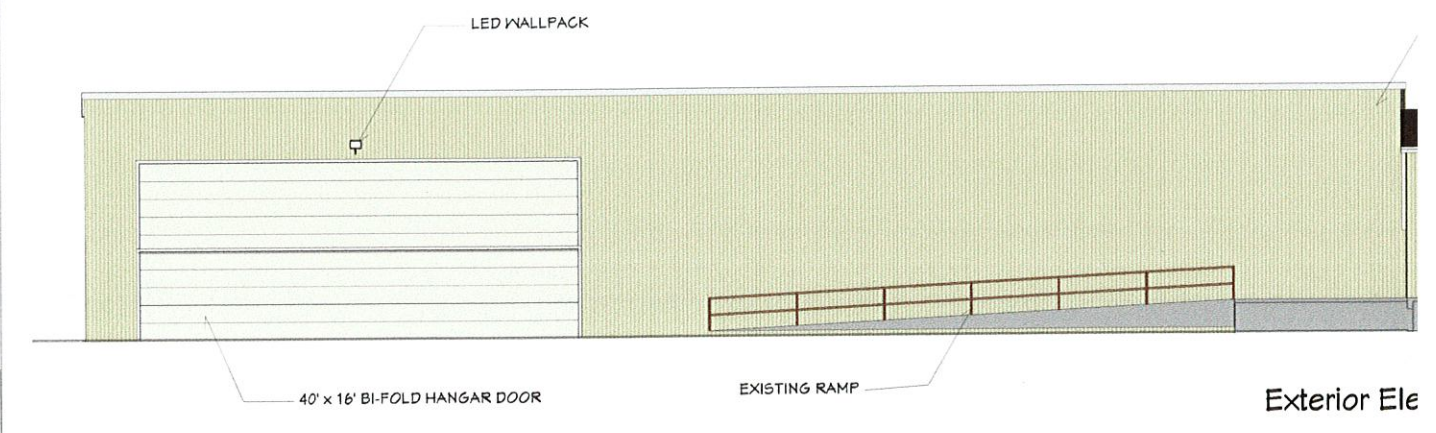 LED WALLPACK
40' x 16' BI-FOLD HANGAR DOOR
EXISTING RAMP
Exterior Ele